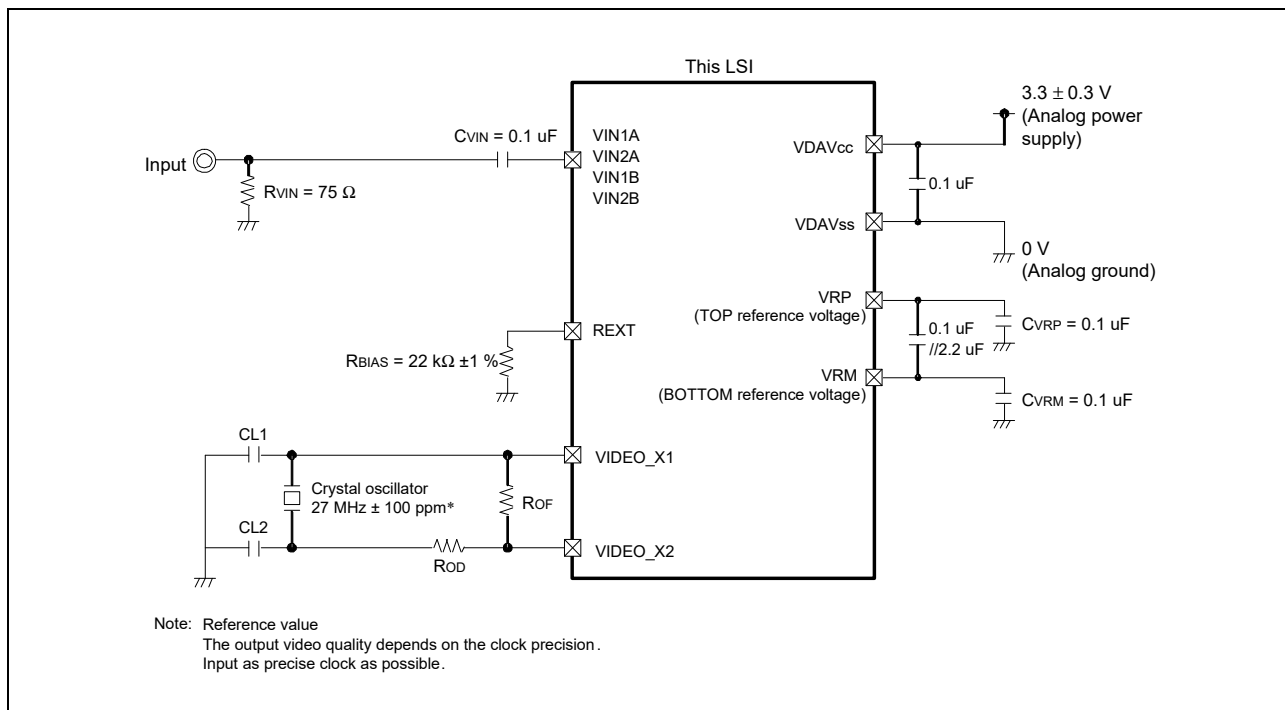 This LSI
Input
CVIN = 0.1 uF
RVIN = 75 Ω
VIN1A
VIN2A
VIN1B
VIN2B
REXT
RBIAS = 22 kΩ ±1 %
CL1
Crystal oscillator
27 MHz ± 100 ppm*
CL2
ROF
ROD
VIDEO_X1
VIDEO_X2
VDAVcc
3.3 ± 0.3 V
(Analog power
supply)
0.1 uF
VDAVss
0 V
(Analog ground)
VRP
(TOP reference voltage)
0.1 uF
//2.2 uF
CVRP = 0.1 uF
VRM
(BOTTOM reference voltage)
CVRM = 0.1 uF
Note: Reference value
The output video quality depends on the clock precision.
Input as precise clock as possible.